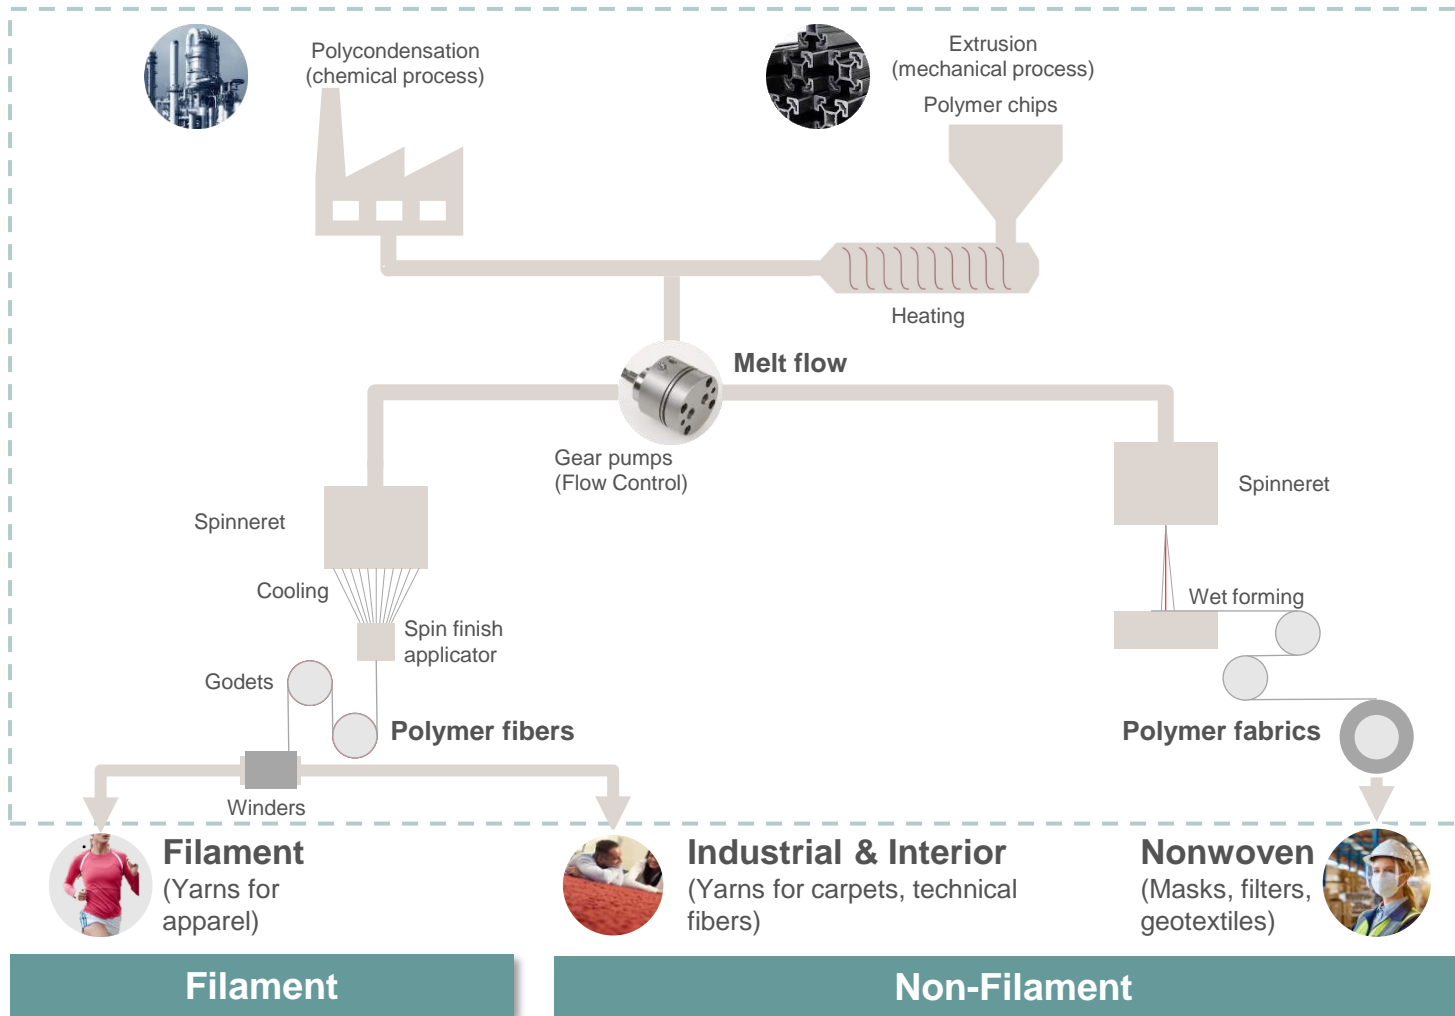 Polycondensation
(chemical process)
Extrusion
(mechanical process)
Polymer chips
Heating
Melt flow
Gear pumps
(Flow Control)
Spinneret
Spinneret
Cooling
Wet forming
Spin finish
applicator
Godets
Polymer fibers
Polymer fabrics
Winders
Filament
(Yarns for
apparel)
Industrial & Interior
(Yarns for carpets, technical
fibers)
Nonwoven
(Masks, filters,
geotextiles)
Filament
Non-Filament